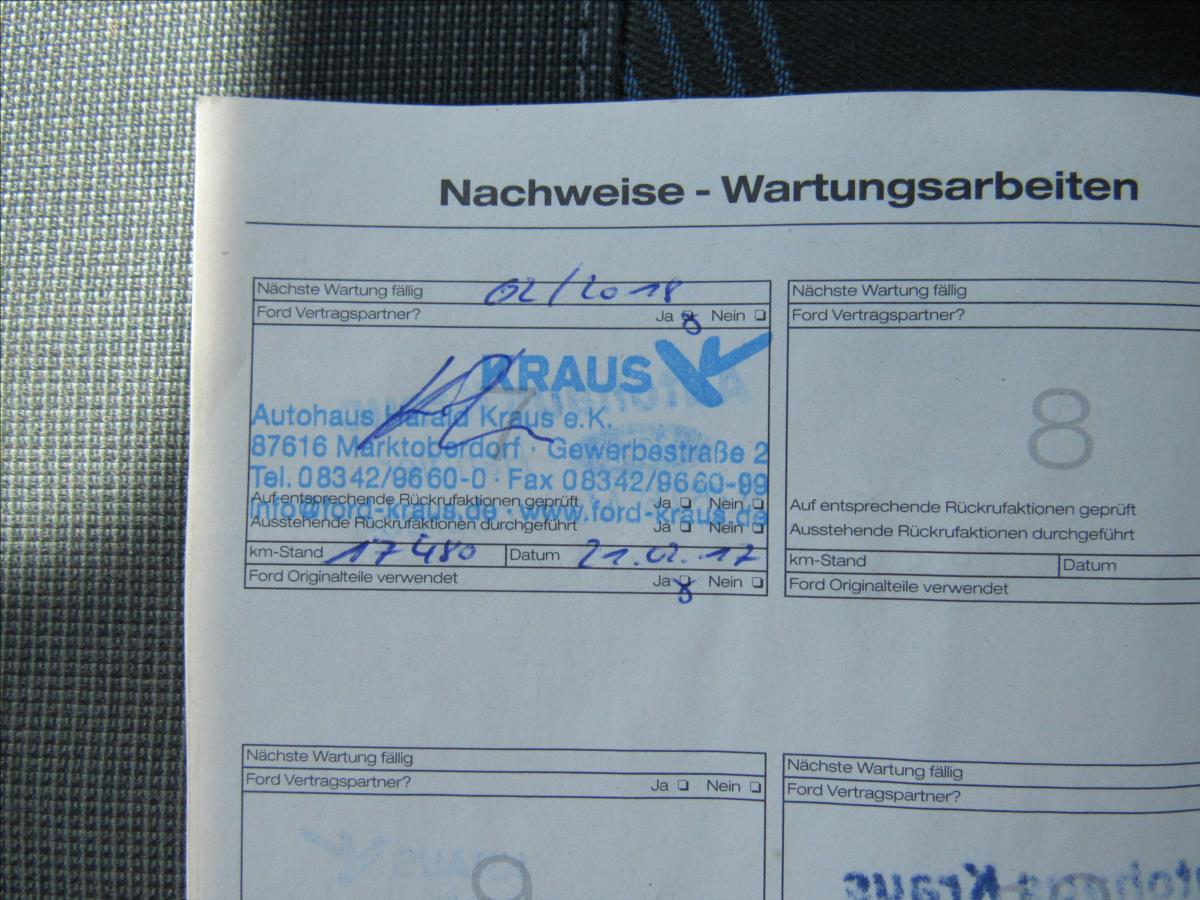 Nachweise - Wartungsarbeiten
Nächste Wartung fällig 02/2018
Ford Vertragspartner? Ja Nein
KRAUS
7
Autohaus Harald Kraus e.K.
87616 Marktoberdorf · Gewerbestraße 2
Tel. 08342/9660-0 · Fax 08342/9660-99
Auf entsprechende Rückrufaktionen geprüft Ja Nein
info@ford-kraus.de · www.ford-kraus.de
Ausstehende Rückrufaktionen durchgeführt Ja Nein
km-Stand 17480 Datum 21.02.17
Ford Originalteile verwendet Ja Nein
Nächste Wartung fällig
Ford Vertragspartner?
8
Auf entsprechende Rückrufaktionen geprüft
Ausstehende Rückrufaktionen durchgeführt
km-Stand Datum
Ford Originalteile verwendet
Nächste Wartung fällig
Ford Vertragspartner? Ja Nein
9
Nächste Wartung fällig
Ford Vertragspartner?